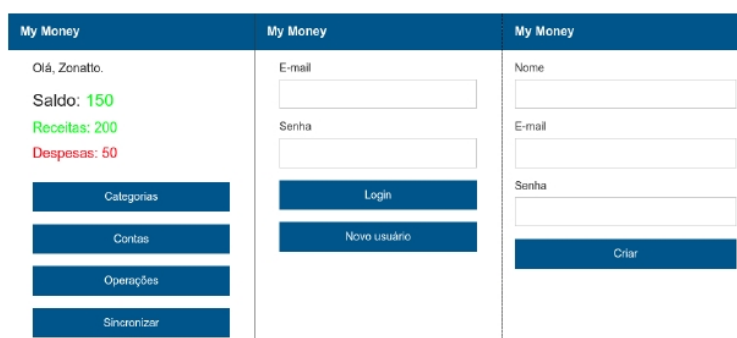 My Money
Olá, Zonatto.
Saldo: 150
Receitas: 200
Despesas: 50
Categorias
Contas
Operações
Sincronizar
My Money
E-mail
Senha
Login
Novo usuário
My Money
Nome
E-mail
Senha
Criar